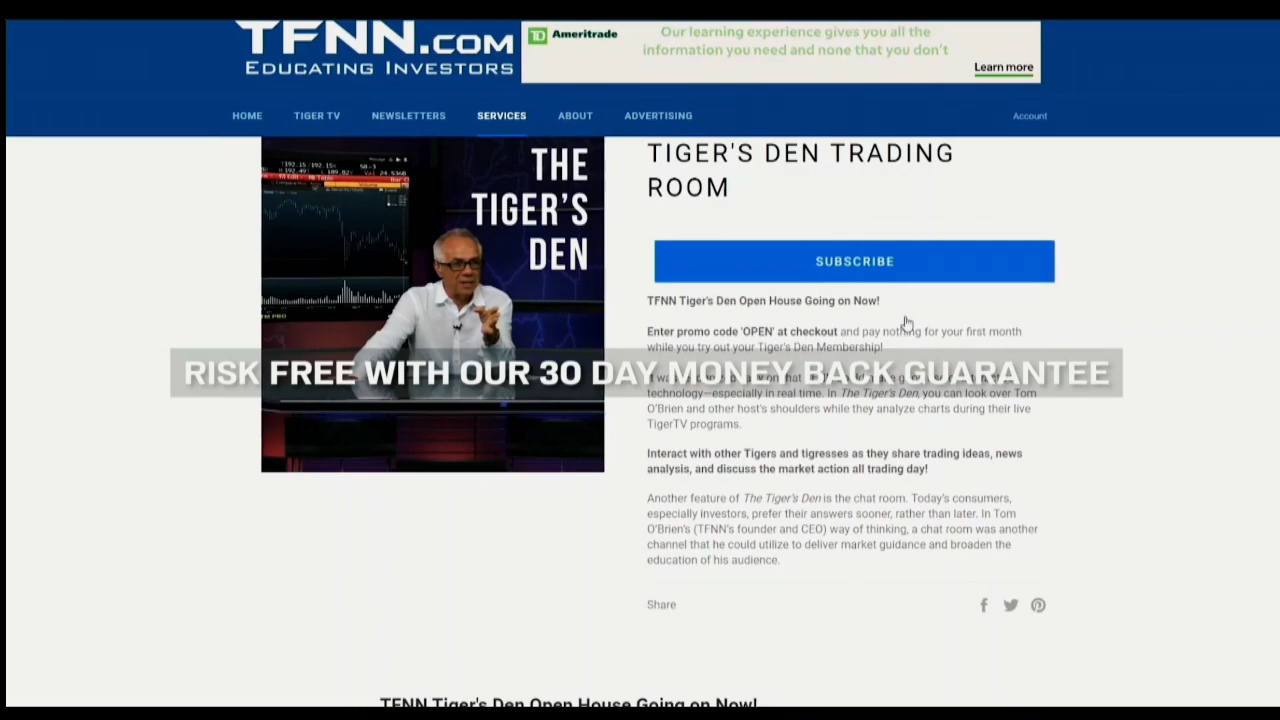 TFNN.COM
EDUCATING INVESTORS
TD Ameritrade
Our learning experience gives you all the
information you need and none that you don't
Learn more
HOME TIGER TV NEWSLETTERS SERVICES ABOUT ADVERTISING Account
THE
TIGER'S
DEN
TIGER'S DEN TRADING
ROOM
SUBSCRIBE
TFNN Tiger's Den Open House Going on Now!
Enter promo code 'OPEN' at checkout and pay nothing for your first month
while you try out your Tiger's Den Membership!
RISK FREE WITH OUR 30 DAY MONEY BACK GUARANTEE
technology—especially in real time. In The Tiger's Den, you can look over Tom
O'Brien and other host's shoulders while they analyze charts during their live
TigerTV programs.
Interact with other Tigers and tigresses as they share trading ideas, news
analysis, and discuss the market action all trading day!
Another feature of The Tiger's Den is the chat room. Today's consumers,
especially investors, prefer their answers sooner, rather than later. In Tom
O'Brien's (TFNN's founder and CEO) way of thinking, a chat room was another
channel that he could utilize to deliver market guidance and broaden the
education of his audience.
Share
TFNN Tiger's Den Open House Going on Now!